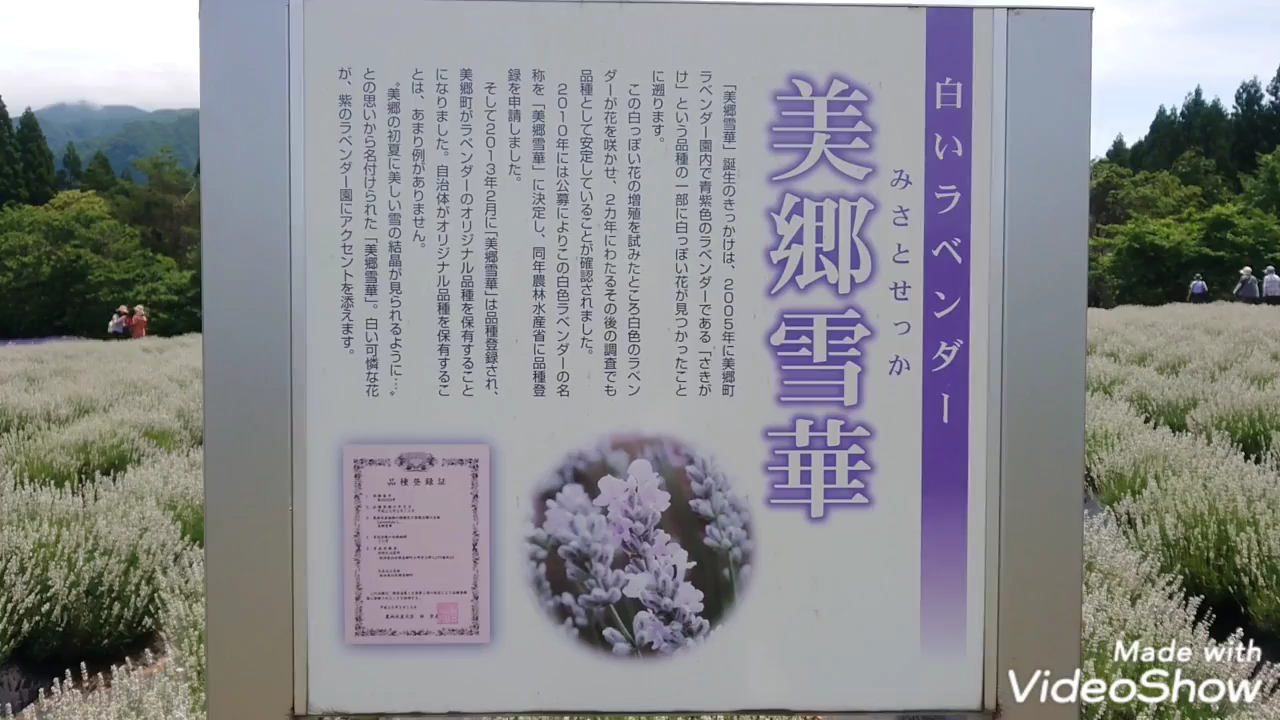 白いラベンダー
みさとせっか
美郷雪華
「美郷雪華」誕生のきっかけは、2005年に美郷町
ラベンダー園内で青紫色のラベンダーである「さきが
け」という品種の一部に白っぽい花が見つかったこと
に遡ります。
この白っぽい花の増殖を試みたところ白色のラベン
ダーが花を咲かせ、2カ年にわたるその後の調査でも
品種として安定していることが確認されました。
2010年には公募によりこの白色ラベンダーの名
称を「美郷雪華」に決定し、同年農林水産省に品種登
録を申請しました。
そして2013年2月に「美郷雪華」は品種登録され、
美郷町がラベンダーのオリジナル品種を保有すること
になりました。自治体がオリジナル品種を保有するこ
とは、あまり例がありません。
“美郷の初夏に美しい雪の結晶が見られるように…”
との思いから名付けられた「美郷雪華」。白い可憐な花
が、紫のラベンダー園にアクセントを添えます。
品種登録証
Made with
VideoShow